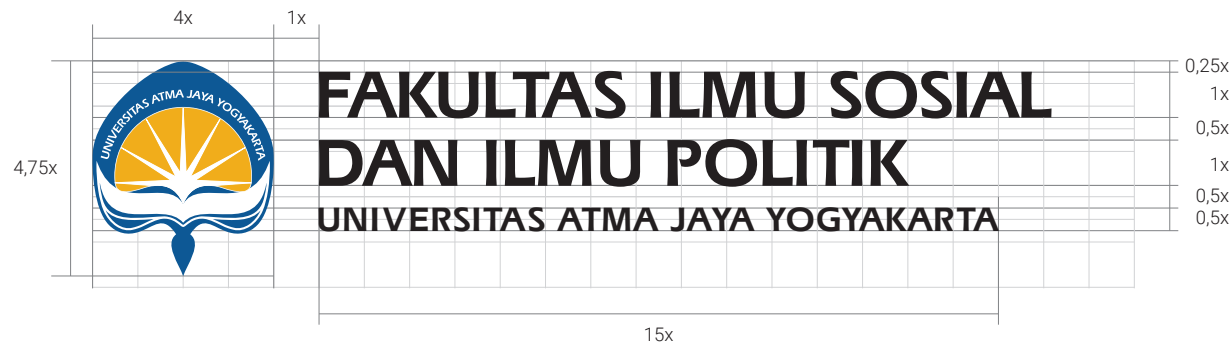 4x
1x
0,25x
FAKULTAS ILMU SOSIAL
1x
UNIVERSITAS ATMA JAYA YOGYAKARTA
0,5x
4,75x
DAN ILMU POLITIK
1x
0,5x
UNIVERSITAS ATMA JAYA YOGYAKARTA
0,5x
15x